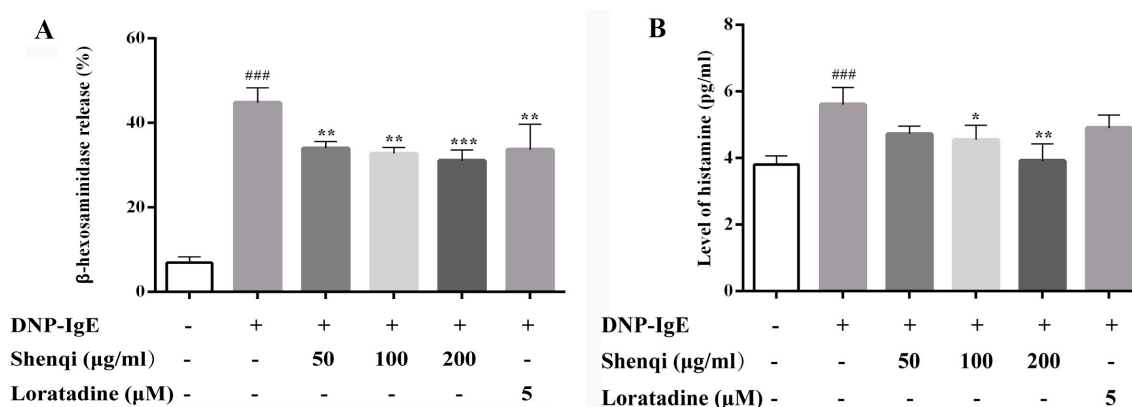 A
β-hexosaminidase release (%)
60
40
20
0
###
**
**
***
**
DNP-IgE - + + + + +
Shenqi (μg/ml) - - 50 100 200 -
Loratadine (μM) - - - - - 5
B
Level of histamine (pg/ml)
8
6
4
2
0
###
*
**
DNP-IgE - + + + + +
Shenqi (μg/ml) - - 50 100 200 -
Loratadine (μM) - - - - - 5